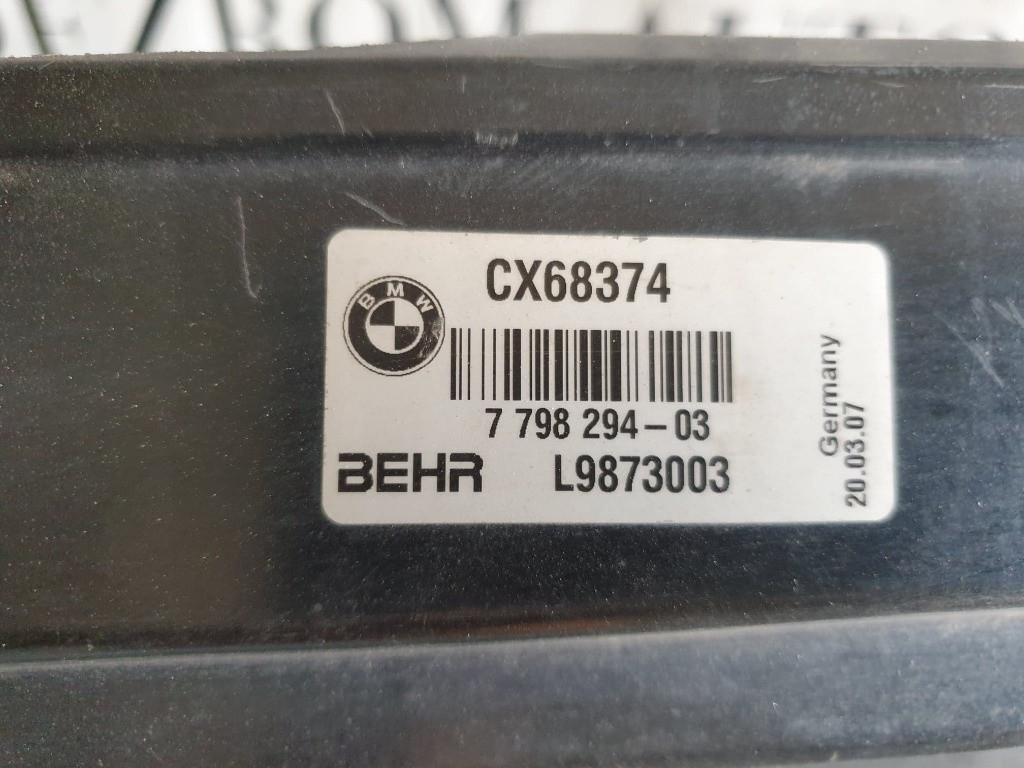 BMW
CX68374
7 798 294-03
BEHR L9873003
Germany
20.03.07